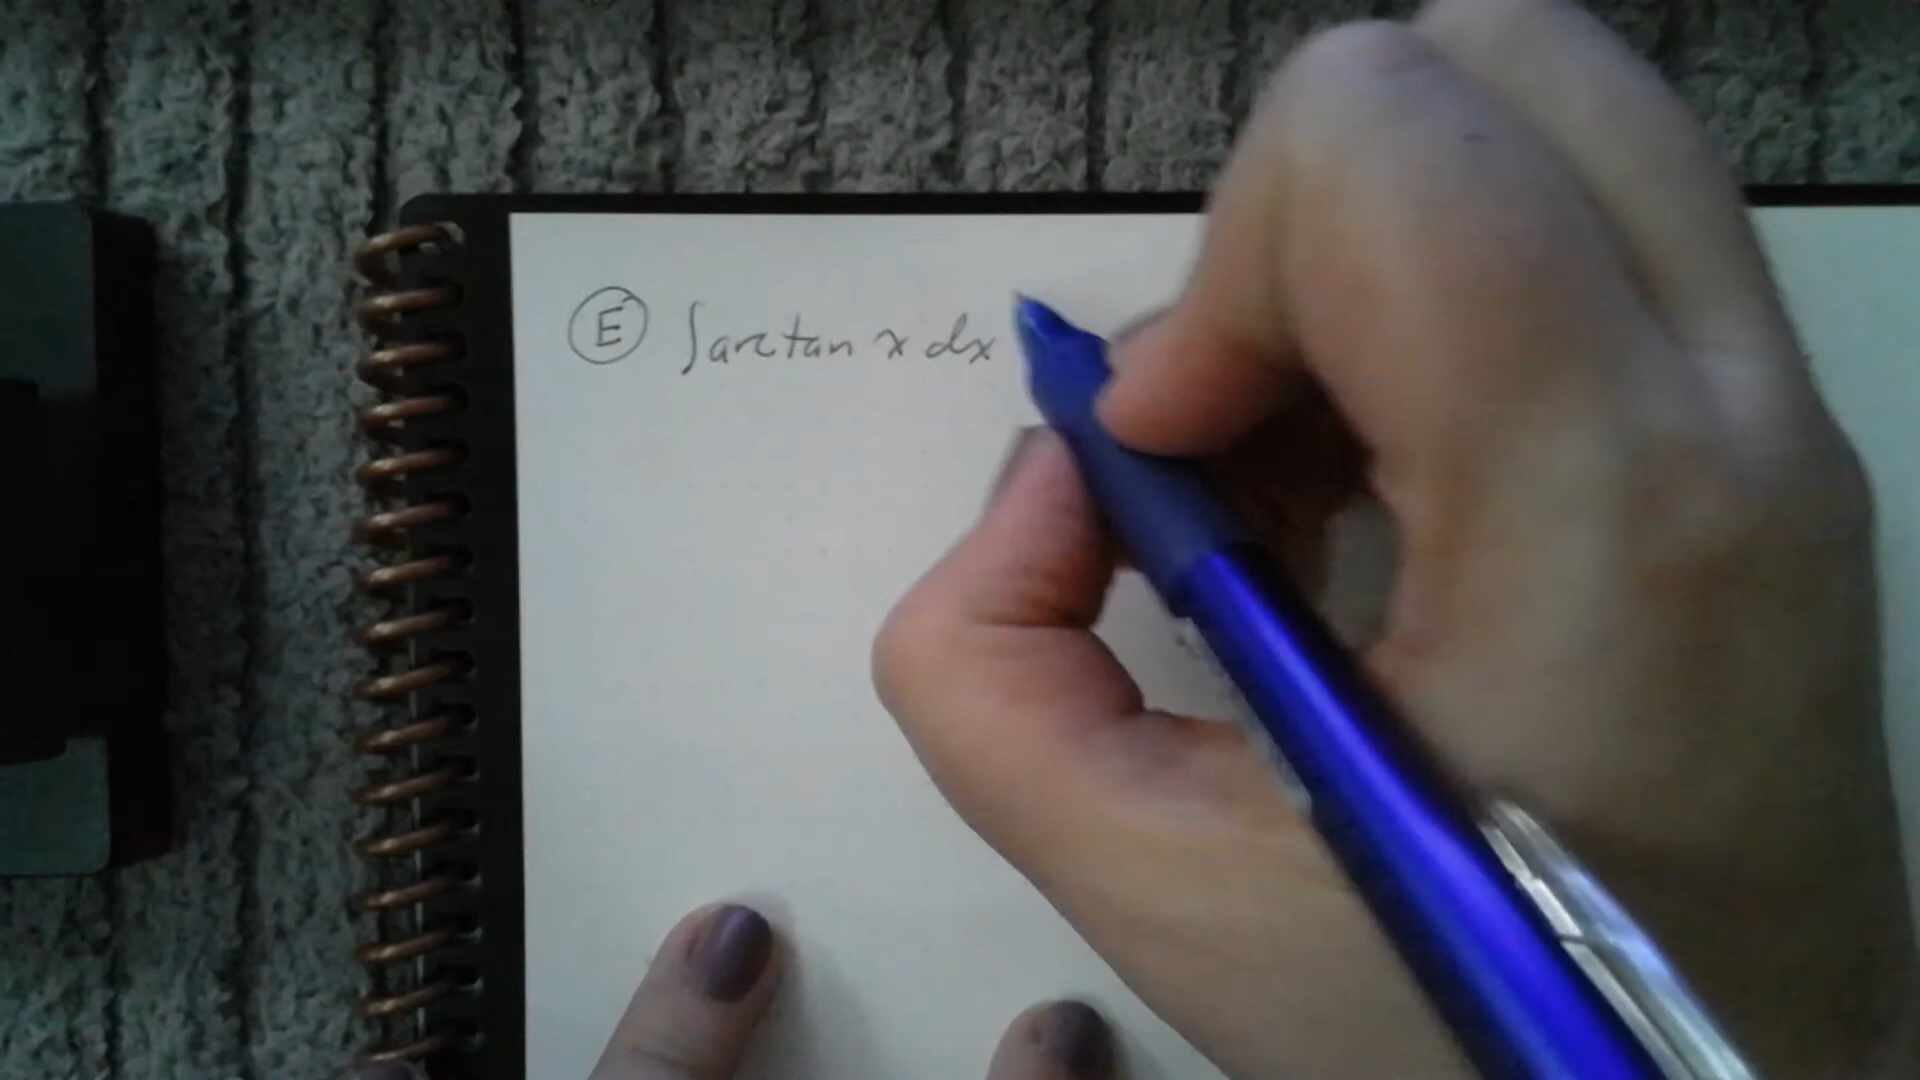 Ⓔ ∫arctan x dx